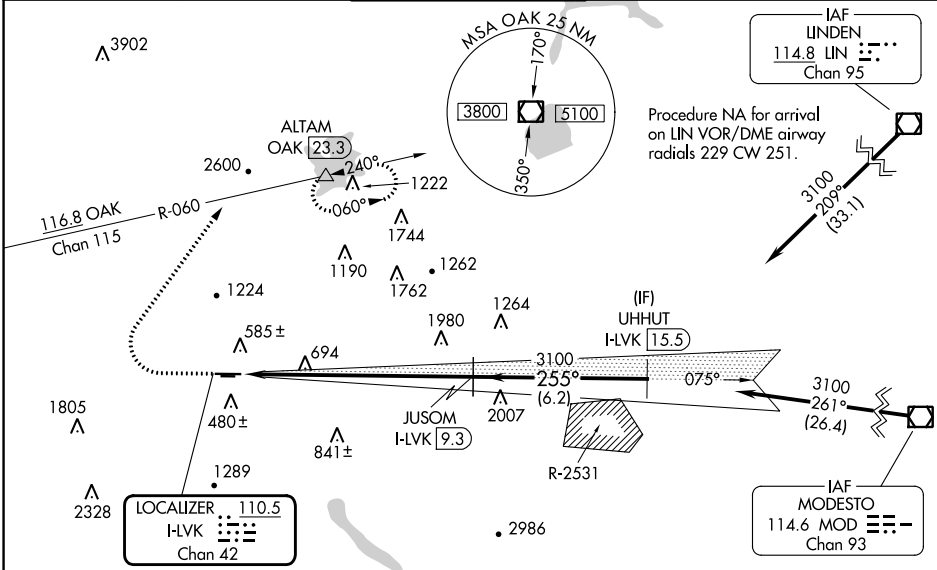 3902
MSA OAK 25 NM
170°
3800
5100
350°
IAF
LINDEN
114.8 LIN
Chan 95
Procedure NA for arrival
on LIN VOR/DME airway
radials 229 CW 251.
3100
209°
(33.1)
ALTAM
OAK 23.3
2600
240°
1222
060°
116.8 OAK
R-060
Chan 115
1744
1190
1762
1262
1224
1264
585±
1980
694
(IF)
UHHUT
I-LVK 15.5
3100
255°
(6.2)
075°
3100
261°
(26.4)
1805
480±
841±
JUSOM
I-LVK 9.3
2007
R-2531
1289
2328
LOCALIZER 110.5
I-LVK
Chan 42
2986
IAF
MODESTO
114.6 MOD
Chan 93